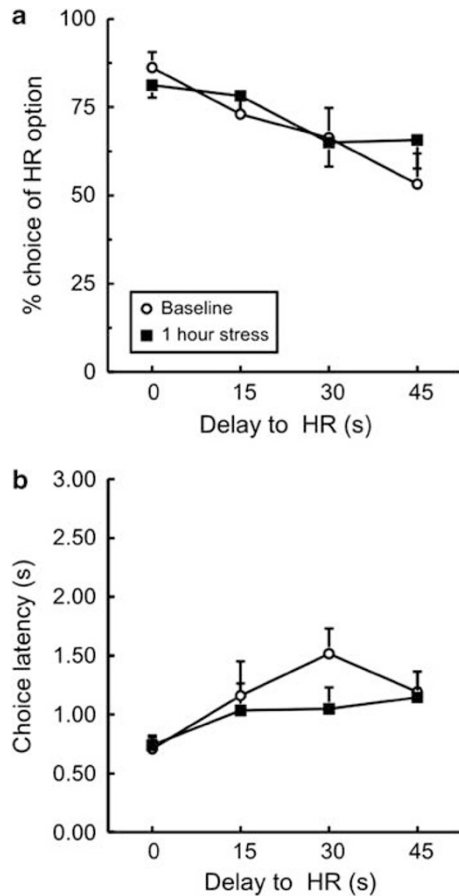 a
100
75
50
25
0
% choice of HR option
Baseline
1 hour stress
0 15 30 45
Delay to HR (s)
b
3.00
2.50
2.00
1.50
1.00
0.50
0.00
Choice latency (s)
0 15 30 45
Delay to HR (s)